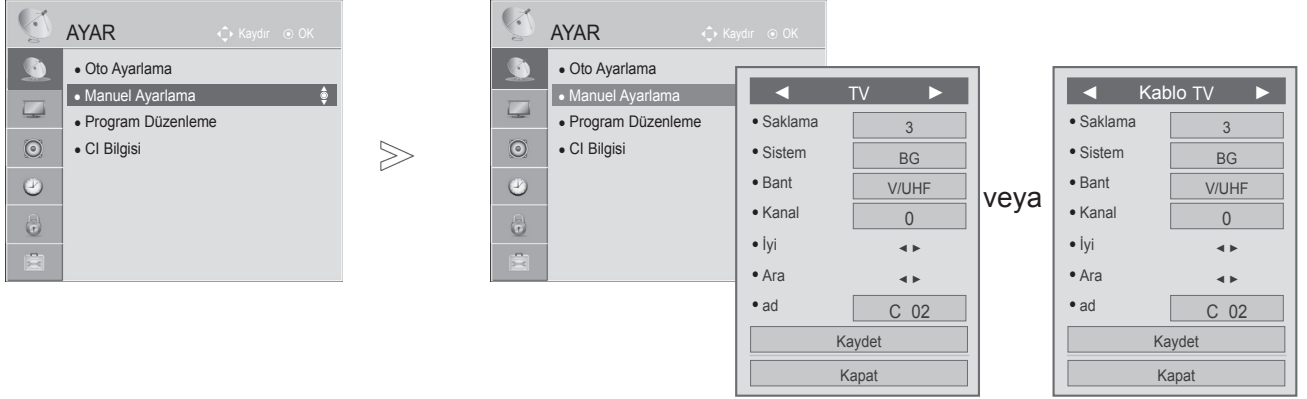 AYAR Kaydır OK
Oto Ayarlama
Manuel Ayarlama
Program Düzenleme
CI Bilgisi
AYAR Kaydır OK
Oto Ayarlama
Manuel Ayarlama
Program Düzenleme
CI Bilgisi
◄ TV ►
Saklama 3
Sistem BG
Bant V/UHF
Kanal 0
İyi ◄ ►
Ara ◄ ►
ad C 02
Kaydet
Kapat
veya
◄ Kablo TV ►
Saklama 3
Sistem BG
Bant V/UHF
Kanal 0
İyi ◄ ►
Ara ◄ ►
ad C 02
Kaydet
Kapat